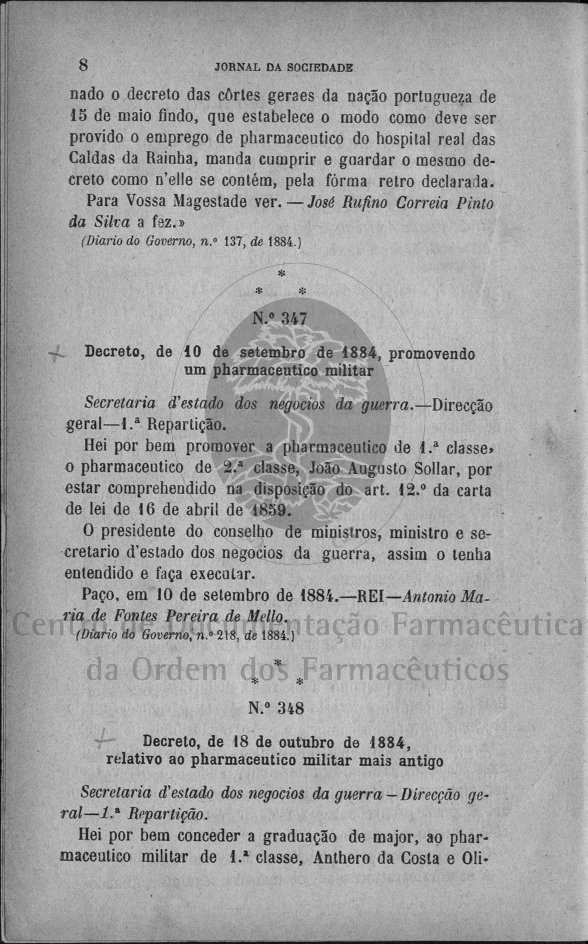 8 JORNAL DA SOCIEDADE
nado o decreto das côrtes geraes da nação portugueza de
15 de maio findo, que estabelece o modo como deve ser
provido o emprego de pharmaceutico do hospital real das
Caldas da Rainha, manda cumprir e guardar o mesmo de-
creto como n'elle se contém, pela fórma retro declarada.
Para Vossa Magestade ver. — José Rufino Correia Pinto
da Silva a fez.»
(Diario do Governo, n.º 137, de 1884.)
*
* *
N.º 347
Decreto, de 10 de setembro de 1884, promovendo
um pharmaceutico militar
Secretaria d'estado dos negocios da guerra.—Direcção
geral—1.ª Repartição.
Hei por bem promover a pharmaceutico de 1.ª classe,
o pharmaceutico de 2.ª classe, João Augusto Sollar, por
estar comprehendido na disposição do art. 12.º da carta
de lei de 16 de abril de 1859.
O presidente do conselho de ministros, ministro e se-
cretario d'estado dos negocios da guerra, assim o tenha
entendido e faça executar.
Paço, em 10 de setembro de 1884.—REI—Antonio Ma-
ria de Fontes Pereira de Mello.
(Diario do Governo, n.º 218, de 1884.)
Centro de Documentação Farmacêutica
da Ordem dos Farmacêuticos
*
* *
N.º 348
Decreto, de 18 de outubro de 1884,
relativo ao pharmaceutico militar mais antigo
Secretaria d'estado dos negocios da guerra — Direcção ge-
ral—1.ª Repartição.
Hei por bem conceder a graduação de major, ao phar-
maceutico militar de 1.ª classe, Anthero da Costa e Oli-